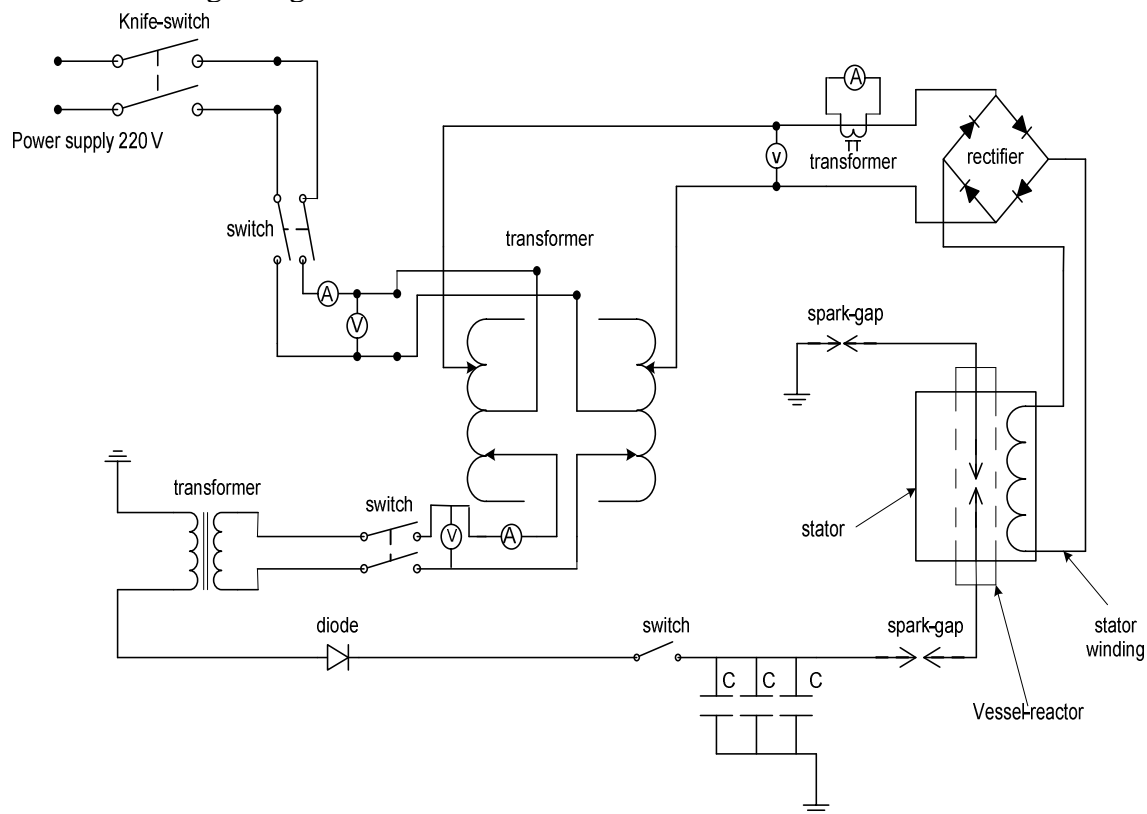 Knife-switch
Power supply 220 V
A
transformer
V
rectifier
switch
transformer
A
V
spark-gap
transformer
switch
V
A
stator
diode
switch
spark-gap
stator
winding
C C C
Vessel-reactor